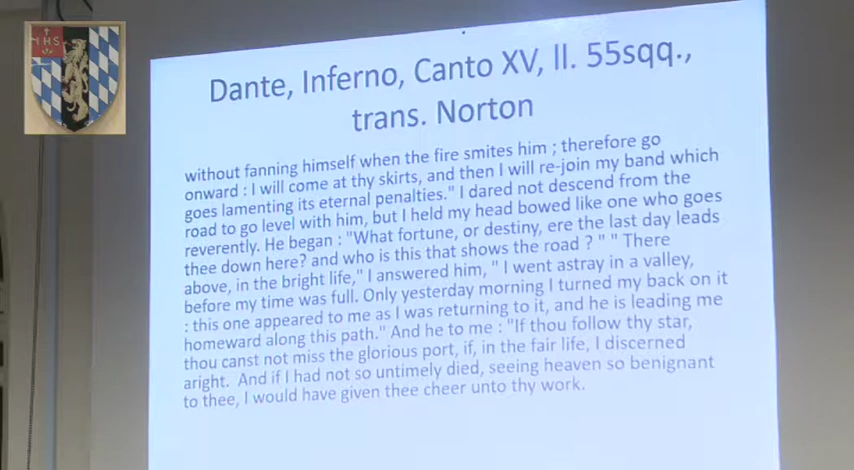 IHS
Dante, Inferno, Canto XV, ll. 55sqq.,
trans. Norton
without fanning himself when the fire smites him ; therefore go
onward : I will come at thy skirts, and then I will re-join my band which
goes lamenting its eternal penalties." I dared not descend from the
road to go level with him, but I held my head bowed like one who goes
reverently. He began : "What fortune, or destiny, ere the last day leads
thee down here? and who is this that shows the road ? " " There
above, in the bright life," I answered him, " I went astray in a valley,
before my time was full. Only yesterday morning I turned my back on it
: this one appeared to me as I was returning to it, and he is leading me
homeward along this path." And he to me : "If thou follow thy star,
thou canst not miss the glorious port, if, in the fair life, I discerned
aright.  And if I had not so untimely died, seeing heaven so benignant
to thee, I would have given thee cheer unto thy work.